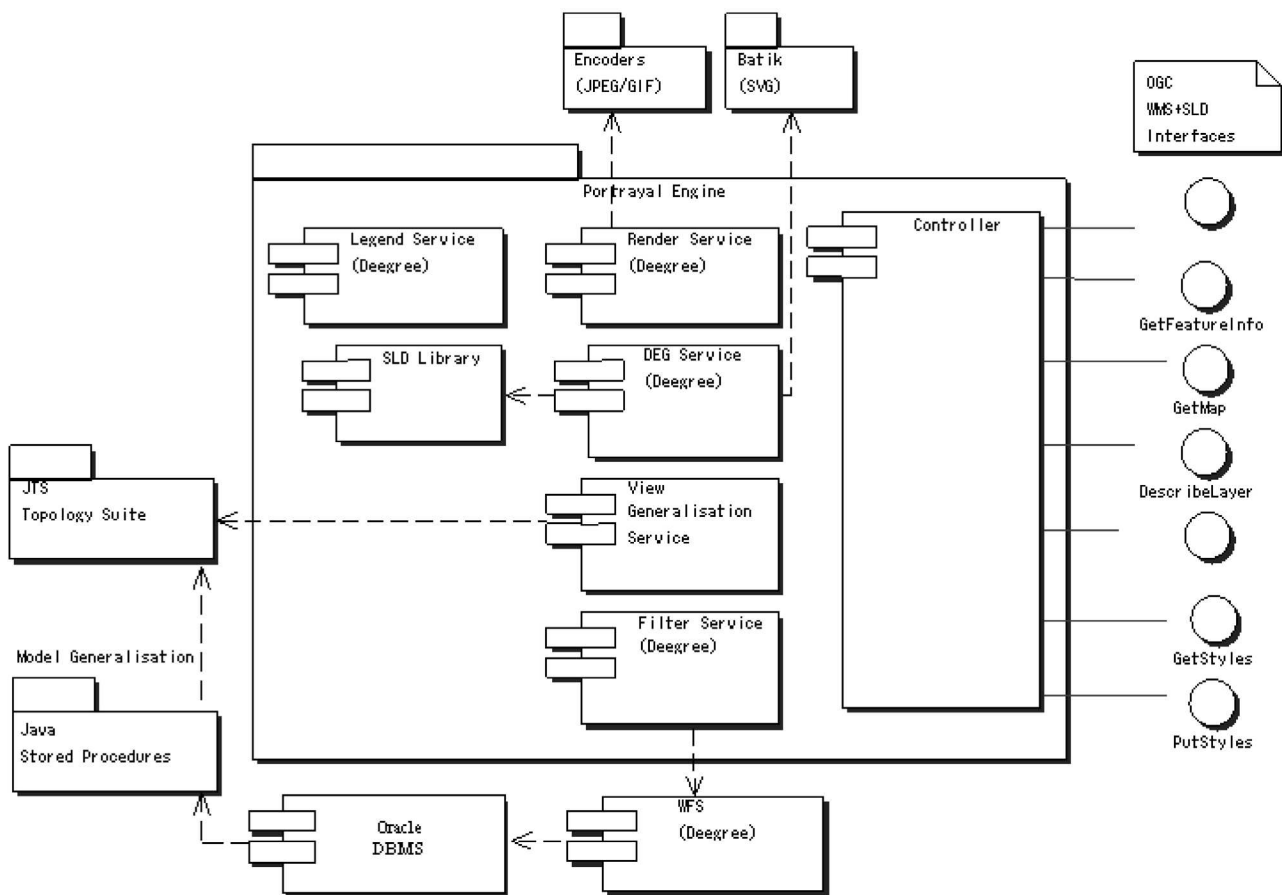 Encoders
(JPEG/GIF)
Batik
(SVG)
OGC
WMS+SLD
Interfaces
Portrayal Engine
Legend Service
(Deegree)
Render Service
(Deegree)
Controller
GetFeatureInfo
SLD Library
DEG Service
(Deegree)
GetMap
JTS
Topology Suite
View
Generalisation
Service
DescribeLayer
Filter Service
(Deegree)
Model Generalisation
GetStyles
Java
Stored Procedures
PutStyles
Oracle
DBMS
WFS
(Deegree)